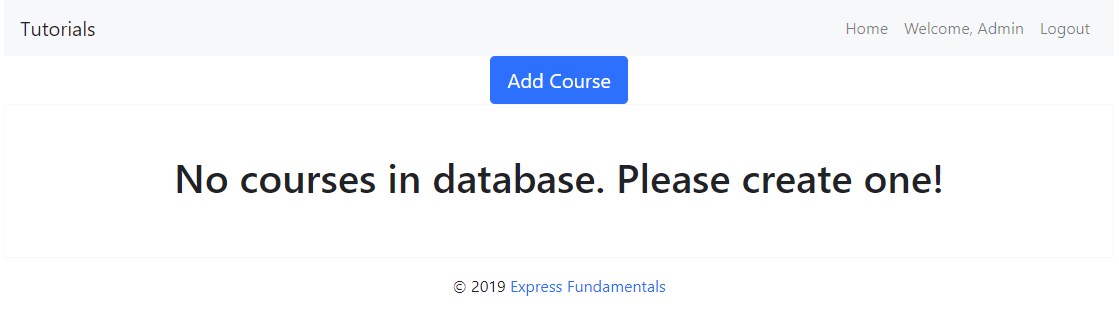 Tutorials Home Welcome, Admin Logout
Add Course
No courses in database. Please create one!
© 2019 Express Fundamentals